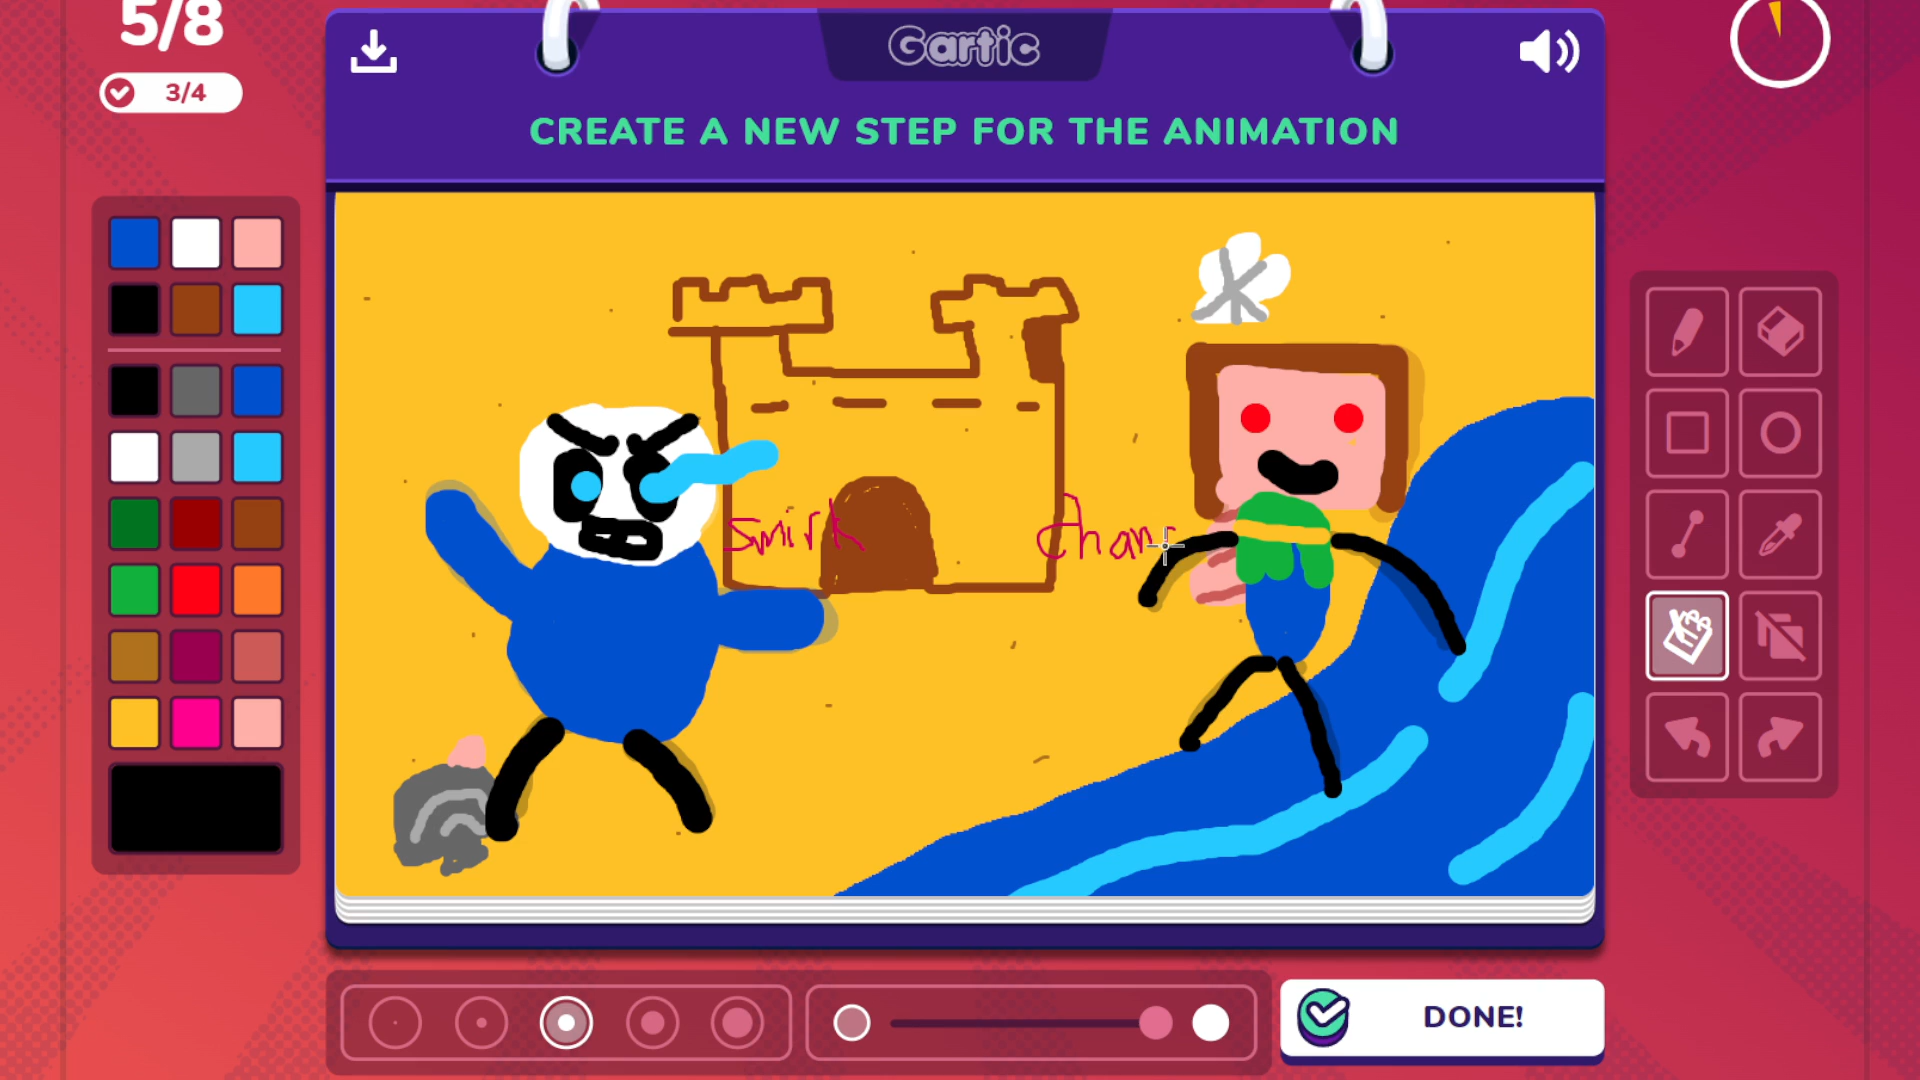 5/8
3/4
Gartic
CREATE A NEW STEP FOR THE ANIMATION
smirk
DONE!